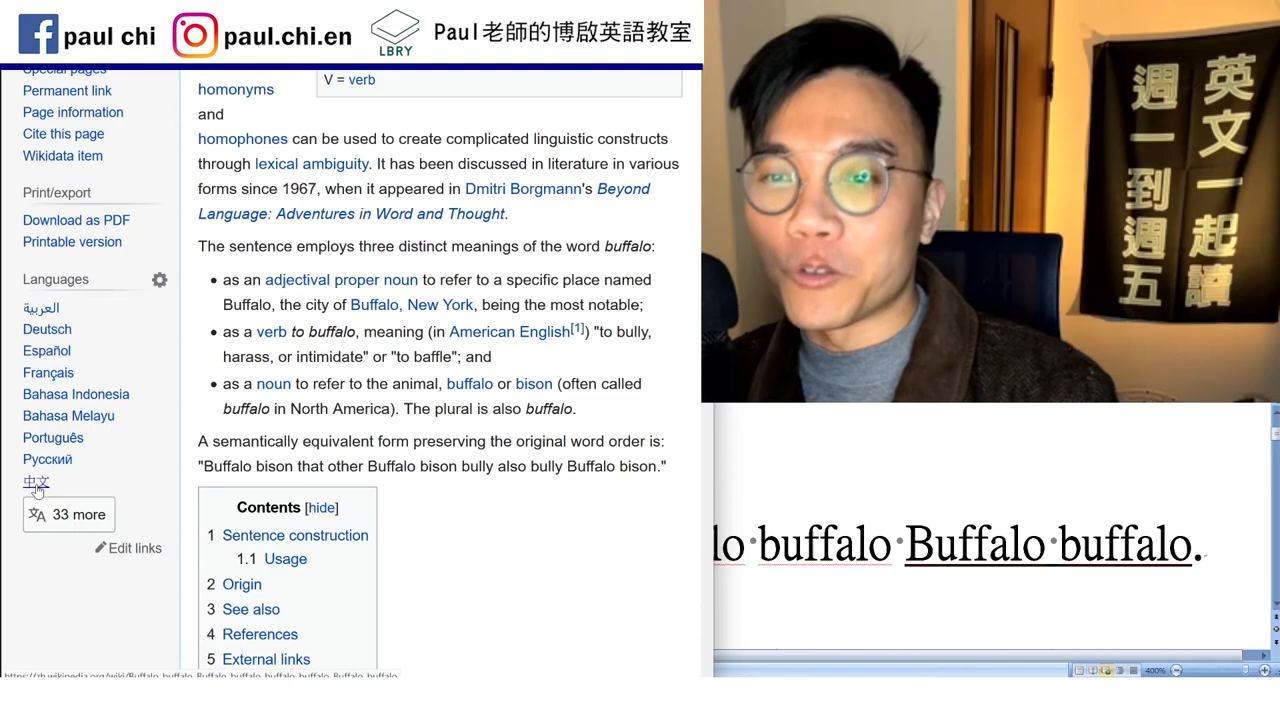 paul chi
paul.chi.en
LBRY
Paul老師的博啟英語教室
Special pages
Permanent link
Page information
Cite this page
Wikidata item
Print/export
Download as PDF
Printable version
Languages
العربية
Deutsch
Español
Français
Bahasa Indonesia
Bahasa Melayu
Português
Русский
中文
33 more
Edit links
V = verb
homonyms
and
homophones can be used to create complicated linguistic constructs
through lexical ambiguity. It has been discussed in literature in various
forms since 1967, when it appeared in Dmitri Borgmann's Beyond
Language: Adventures in Word and Thought.
The sentence employs three distinct meanings of the word buffalo:
• as an adjectival proper noun to refer to a specific place named
Buffalo, the city of Buffalo, New York, being the most notable;
• as a verb to buffalo, meaning (in American English[1]) "to bully,
harass, or intimidate" or "to baffle"; and
• as a noun to refer to the animal, buffalo or bison (often called
buffalo in North America). The plural is also buffalo.
A semantically equivalent form preserving the original word order is:
"Buffalo bison that other Buffalo bison bully also bully Buffalo bison."
Contents [hide]
1 Sentence construction
1.1 Usage
2 Origin
3 See also
4 References
5 External links
https://zh.wikipedia.org/wiki/Buffalo_buffalo_Buffalo_buffalo_buffalo_buffalo_Buffalo_buffalo
英文一起讀
週一到週五
lo buffalo Buffalo buffalo.
400%